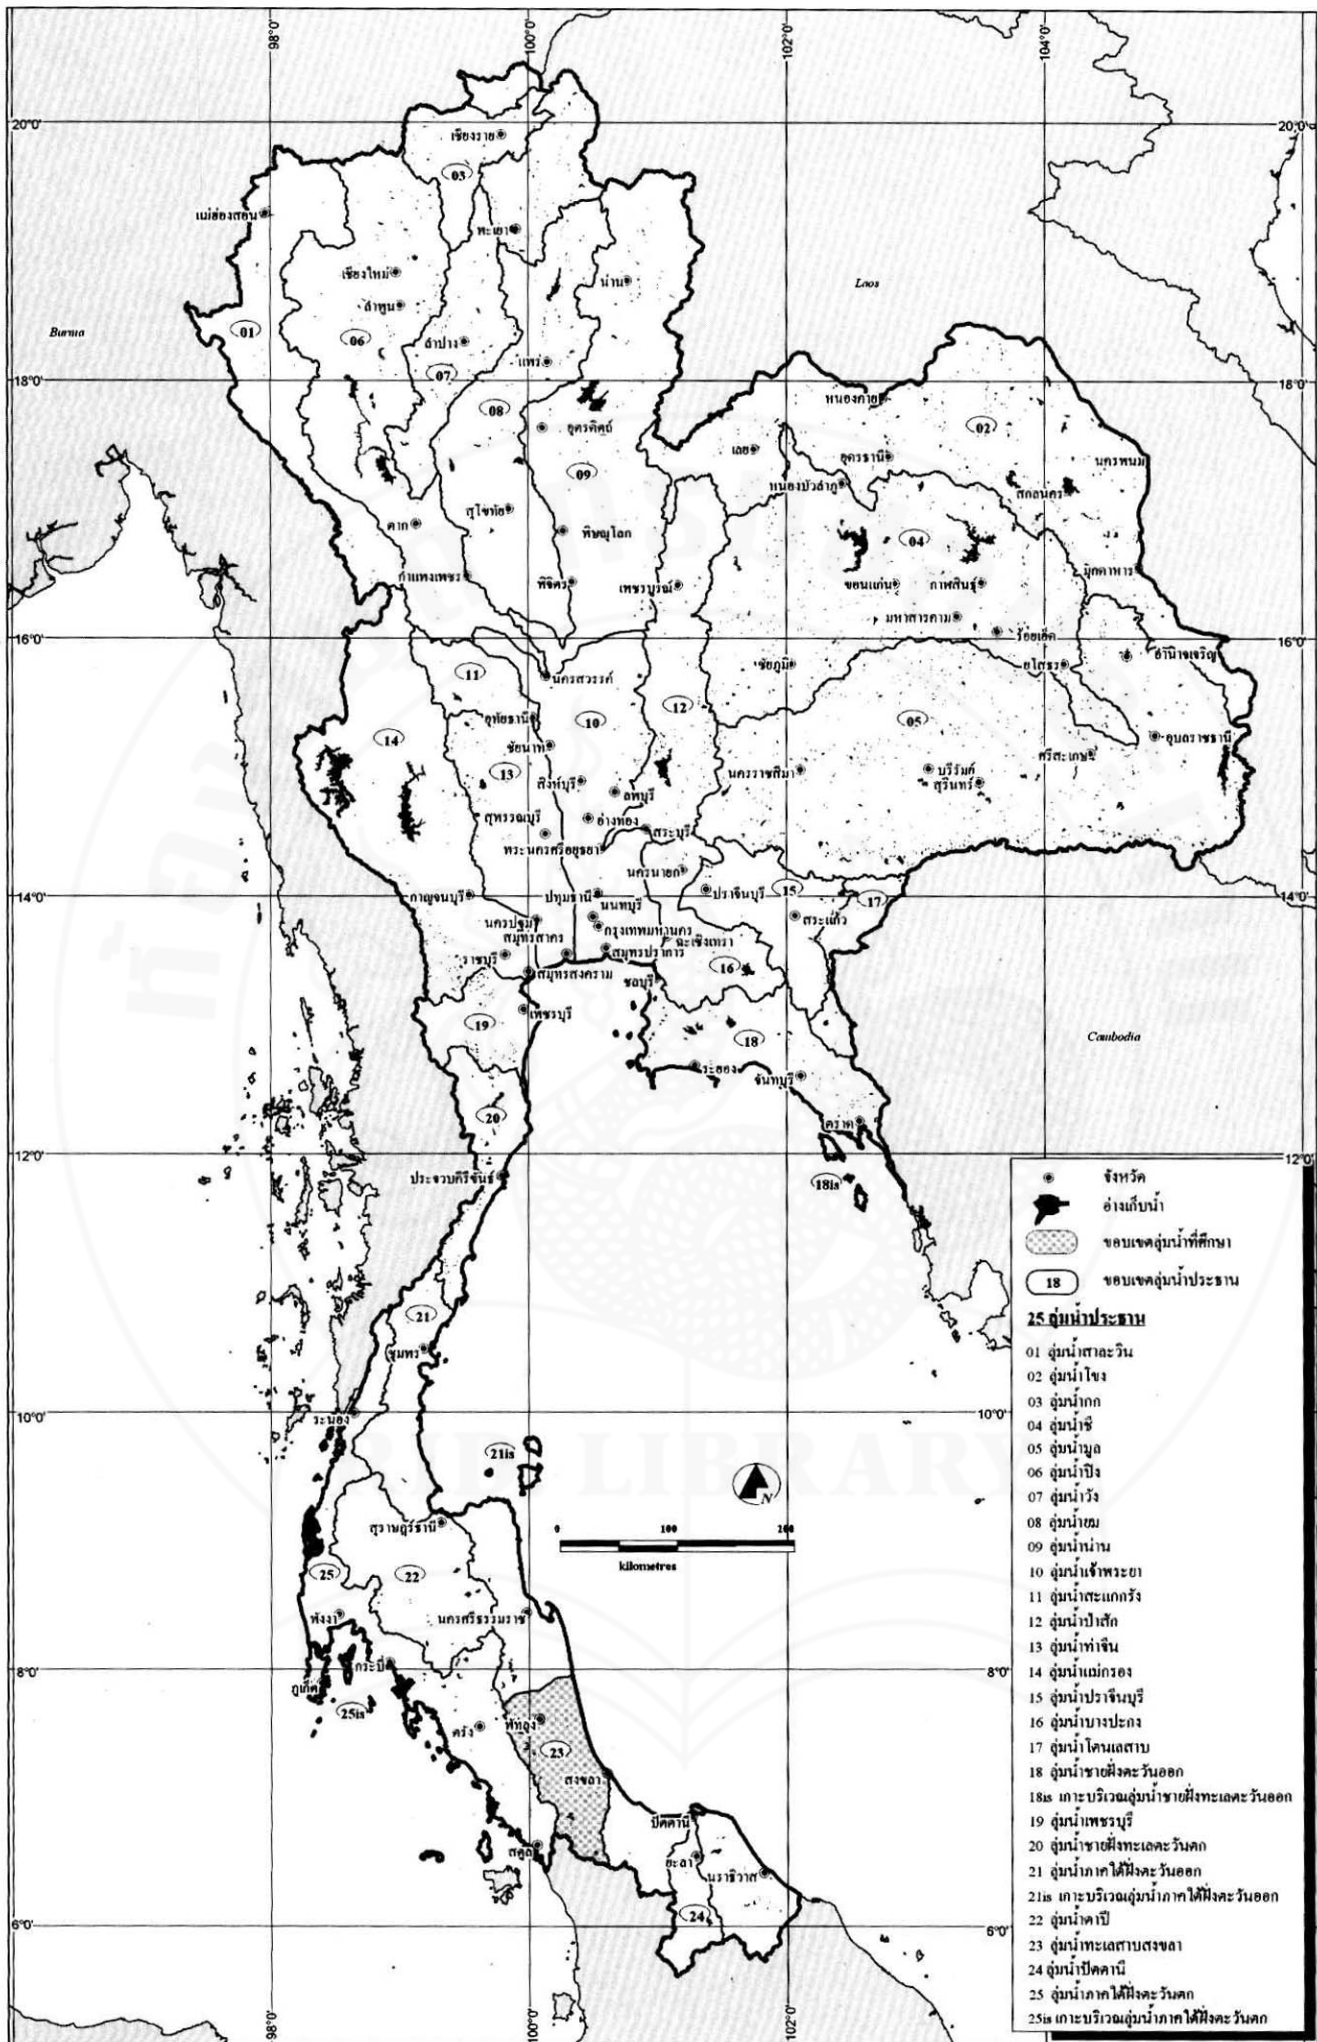 98°0'
100°0'
102°0'
104°0'
20°0'
20°0'
เชียงราย
03
แม่ฮ่องสอน
พะเยา
เชียงใหม่
น่าน
Laos
ลำพูน
Burma
01
06
ลำปาง
แพร่
07
18°0'
18°0'
หนองคาย
08
02
อุตรดิตถ์
เลย
อุดรธานี
นครพนม
09
หนองบัวลำภู
สกลนคร
สุโขทัย
ตาก
พิษณุโลก
04
กำแพงเพชร
พิจิตร
เพชรบูรณ์
ขอนแก่น
กาฬสินธุ์
มุกดาหาร
มหาสารคาม
ร้อยเอ็ด
16°0'
16°0'
อำนาจเจริญ
ชัยภูมิ
ยโสธร
11
นครสวรรค์
12
อุทัยธานี
10
05
14
ชัยนาท
อุบลราชธานี
ศรีสะเกษ
13
สิงห์บุรี
นครราชสีมา
บุรีรัมย์
สุรินทร์
ลพบุรี
สุพรรณบุรี
อ่างทอง
สระบุรี
พระนครศรีอยุธยา
นครนายก
กาญจนบุรี
ปทุมธานี
ปราจีนบุรี
15
17
14°0'
14°0'
นนทบุรี
นครปฐม
สระแก้ว
กรุงเทพมหานคร
สมุทรสาคร
ฉะเชิงเทรา
ราชบุรี
สมุทรปราการ
16
สมุทรสงคราม
ชลบุรี
เพชรบุรี
19
18
Cambodia
ระยอง
จันทบุรี
20
ตราด
12°0'
12°0'
ประจวบคีรีขันธ์
18is
21
ชุมพร
10°0'
10°0'
ระนอง
21is
N
สุราษฎร์ธานี
0 100 200
kilometres
25
22
พังงา
นครศรีธรรมราช
8°0'
8°0'
กระบี่
ภูเก็ต
25is
ตรัง
พัทลุง
23
สงขลา
ปัตตานี
สตูล
ยะลา
นราธิวาส
24
6°0'
6°0'
98°0'
100°0'
102°0'
จังหวัด
อ่างเก็บน้ำ
ขอบเขตลุ่มน้ำที่ศึกษา
18 ขอบเขตลุ่มน้ำประธาน
25 ลุ่มน้ำประธาน
01 ลุ่มน้ำสาละวิน
02 ลุ่มน้ำโขง
03 ลุ่มน้ำกก
04 ลุ่มน้ำชี
05 ลุ่มน้ำมูล
06 ลุ่มน้ำปิง
07 ลุ่มน้ำวัง
08 ลุ่มน้ำยม
09 ลุ่มน้ำน่าน
10 ลุ่มน้ำเจ้าพระยา
11 ลุ่มน้ำสะแกกรัง
12 ลุ่มน้ำป่าสัก
13 ลุ่มน้ำท่าจีน
14 ลุ่มน้ำแม่กรอง
15 ลุ่มน้ำปราจีนบุรี
16 ลุ่มน้ำบางปะกง
17 ลุ่มน้ำโตนเลสาบ
18 ลุ่มน้ำชายฝั่งตะวันออก
18is เกาะบริเวณลุ่มน้ำชายฝั่งทะเลตะวันออก
19 ลุ่มน้ำเพชรบุรี
20 ลุ่มน้ำชายฝั่งทะเลตะวันตก
21 ลุ่มน้ำภาคใต้ฝั่งตะวันออก
21is เกาะบริเวณลุ่มน้ำภาคใต้ฝั่งตะวันออก
22 ลุ่มน้ำตาปี
23 ลุ่มน้ำทะเลสาบสงขลา
24 ลุ่มน้ำปัตตานี
25 ลุ่มน้ำภาคใต้ฝั่งตะวันตก
25is เกาะบริเวณลุ่มน้ำภาคใต้ฝั่งตะวันตก